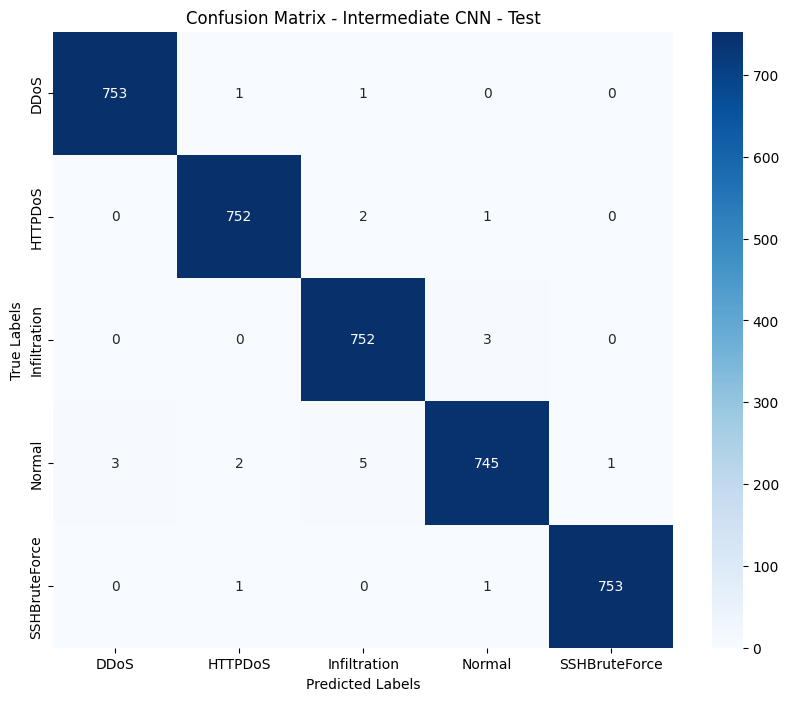 Confusion Matrix - Intermediate CNN - Test
True Labels
DDoS
753 1 1 0 0
HTTPDoS
0 752 2 1 0
Infiltration
0 0 752 3 0
Normal
3 2 5 745 1
SSHBruteForce
0 1 0 1 753
DDoS HTTPDoS Infiltration Normal SSHBruteForce
Predicted Labels
700
600
500
400
300
200
100
0